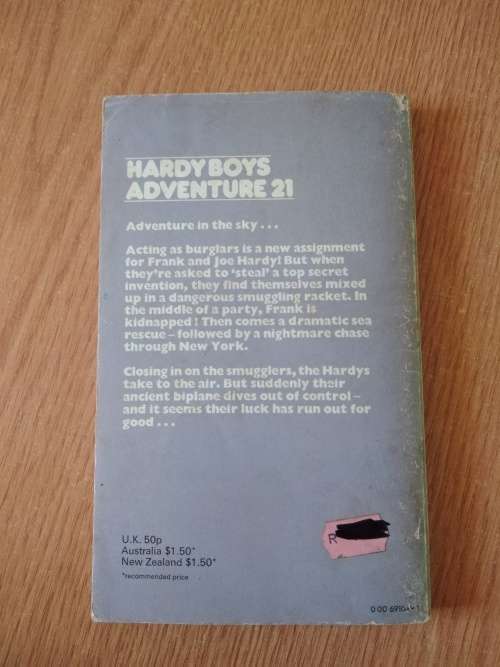 HARDY BOYS
ADVENTURE 21
Adventure in the sky...
Acting as burglars is a new assignment
for Frank and Joe Hardy! But when
they're asked to 'steal' a top secret
invention, they find themselves mixed
up in a dangerous smuggling racket. In
the middle of a party, Frank is
kidnapped! Then comes a dramatic sea
rescue – followed by a nightmare chase
through New York.
Closing in on the smugglers, the Hardys
take to the air. But suddenly their
ancient biplane dives out of control –
and it seems their luck has run out for
good...
U.K. 50p
Australia $1.50*
New Zealand $1.50*
*recommended price
R
0 00